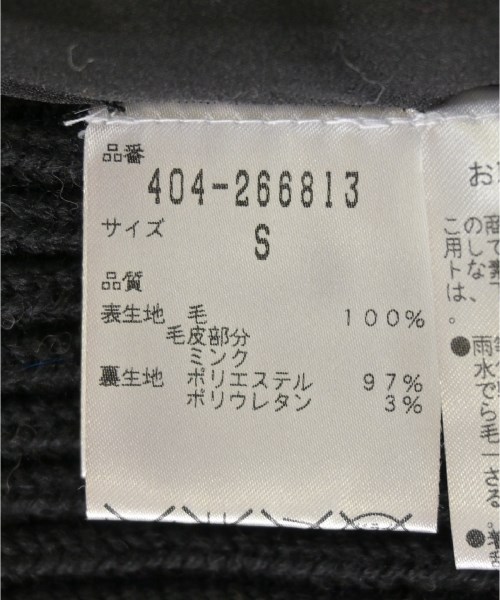 品番
404-266813
サイズ
S
品質
表生地 毛 100%
毛皮部分
ミンク
裏生地 ポリエステル 97%
ポリウレタン 3%
お
商
のしな、
こ用トは。
●雨
水でら毛一さ
●